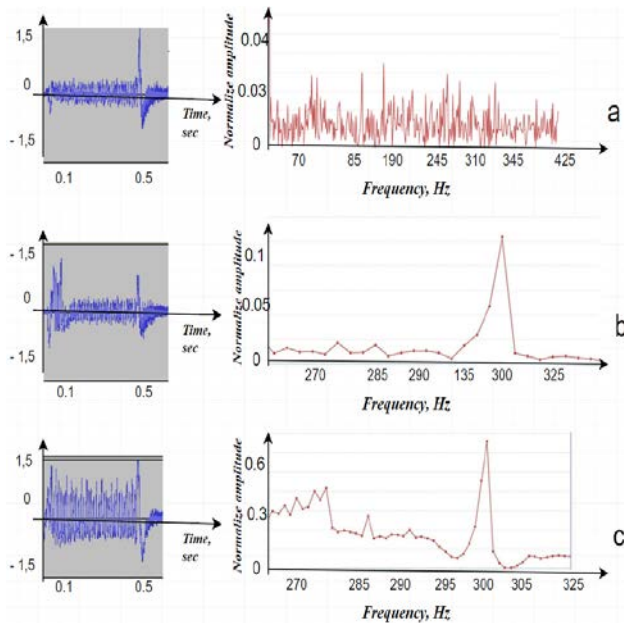 1,5
0
- 1,5
0.1
0.5
Time,
sec
Normalize amplitude
0.04
0.03
0
70
85
190
245
310
345
425
Frequency, Hz
a
- 1,5
0
-1,5
0.1
0.5
Time,
sec
Normalize amplitude
0.1
0.05
0
270
285
290
135
300
325
Frequency, Hz
b
1,5
0
- 1,5
0.1
0.5
Time,
sec
Normalize amplitude
0.6
0.3
0
270
285
290
295
300
305
325
Frequency, Hz
c